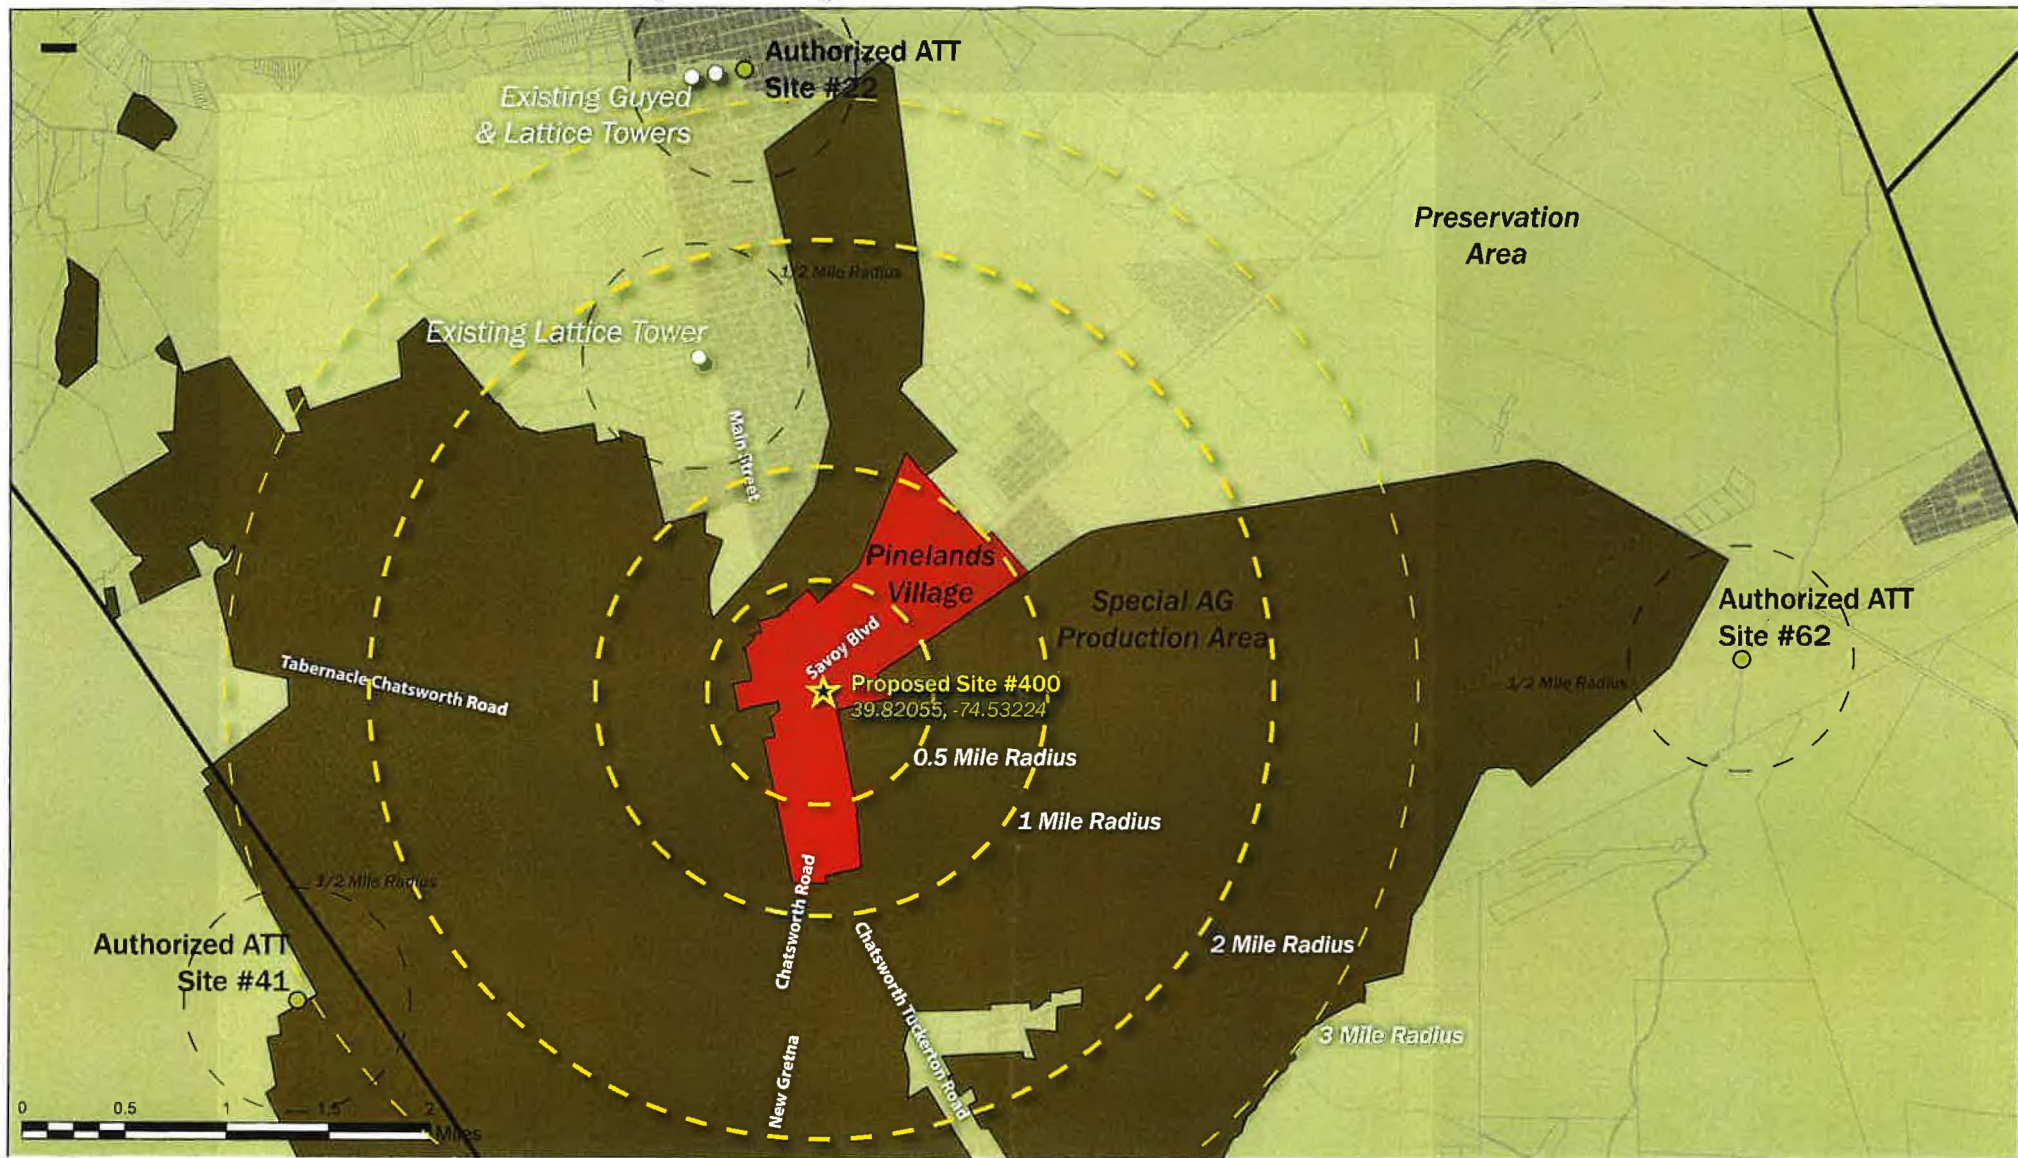 Authorized ATT
Site #22
Existing Guyed
& Lattice Towers
Preservation
Area
1/2 Mile Radius
Existing Lattice Tower
Main Street
Pinelands
Village
Special AG
Production Area
Authorized ATT
Site #62
Savoy Blvd
Tabernacle Chatsworth Road
Proposed Site #400
39.82055, -74.53224
1/2 Mile Radius
0.5 Mile Radius
1 Mile Radius
1/2 Mile Radius
Chatsworth Road
Chatsworth Tuckerton Road
Authorized ATT
Site #41
2 Mile Radius
3 Mile Radius
New Gretna
0 0.5 1 1.5 2
Miles